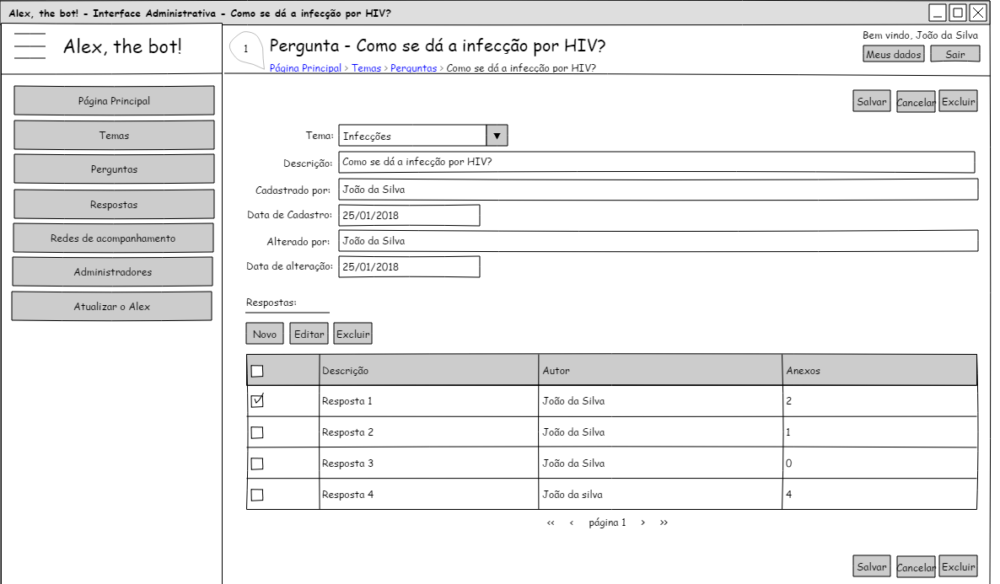 Alex, the bot! - Interface Administrativa - Como se dá a infecção por HIV?
Alex, the bot!
Página Principal
Temas
Perguntas
Respostas
Redes de acompanhamento
Administradores
Atualizar o Alex
1
Pergunta - Como se dá a infecção por HIV?
Página Principal > Temas > Perguntas > Como se dá a infecção por HIV?
Bem vindo, João da Silva
Meus dados Sair
Salvar Cancelar Excluir
Tema: Infecções
Descrição: Como se dá a infecção por HIV?
Cadastrado por: João da Silva
Data de Cadastro: 25/01/2018
Alterado por: João da Silva
Data de alteração: 25/01/2018
Respostas:
Novo Editar Excluir
Descrição Autor Anexos
Resposta 1 João da Silva 2
Resposta 2 João da Silva 1
Resposta 3 João da Silva 0
Resposta 4 João da silva 4
<< < página 1 > >>
Salvar Cancelar Excluir